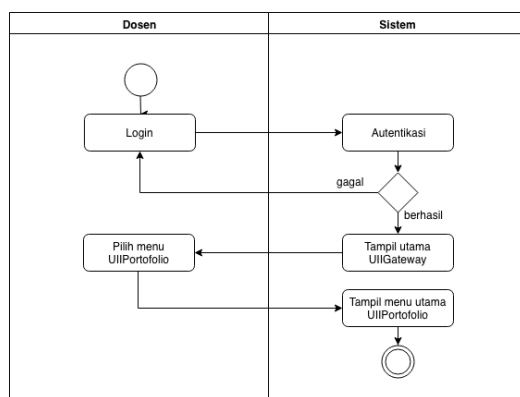 Dosen
Sistem
Login
Autentikasi
gagal
berhasil
Pilih menu
UIIPortofolio
Tampil utama
UIIGateway
Tampil menu utama
UIIPortofolio